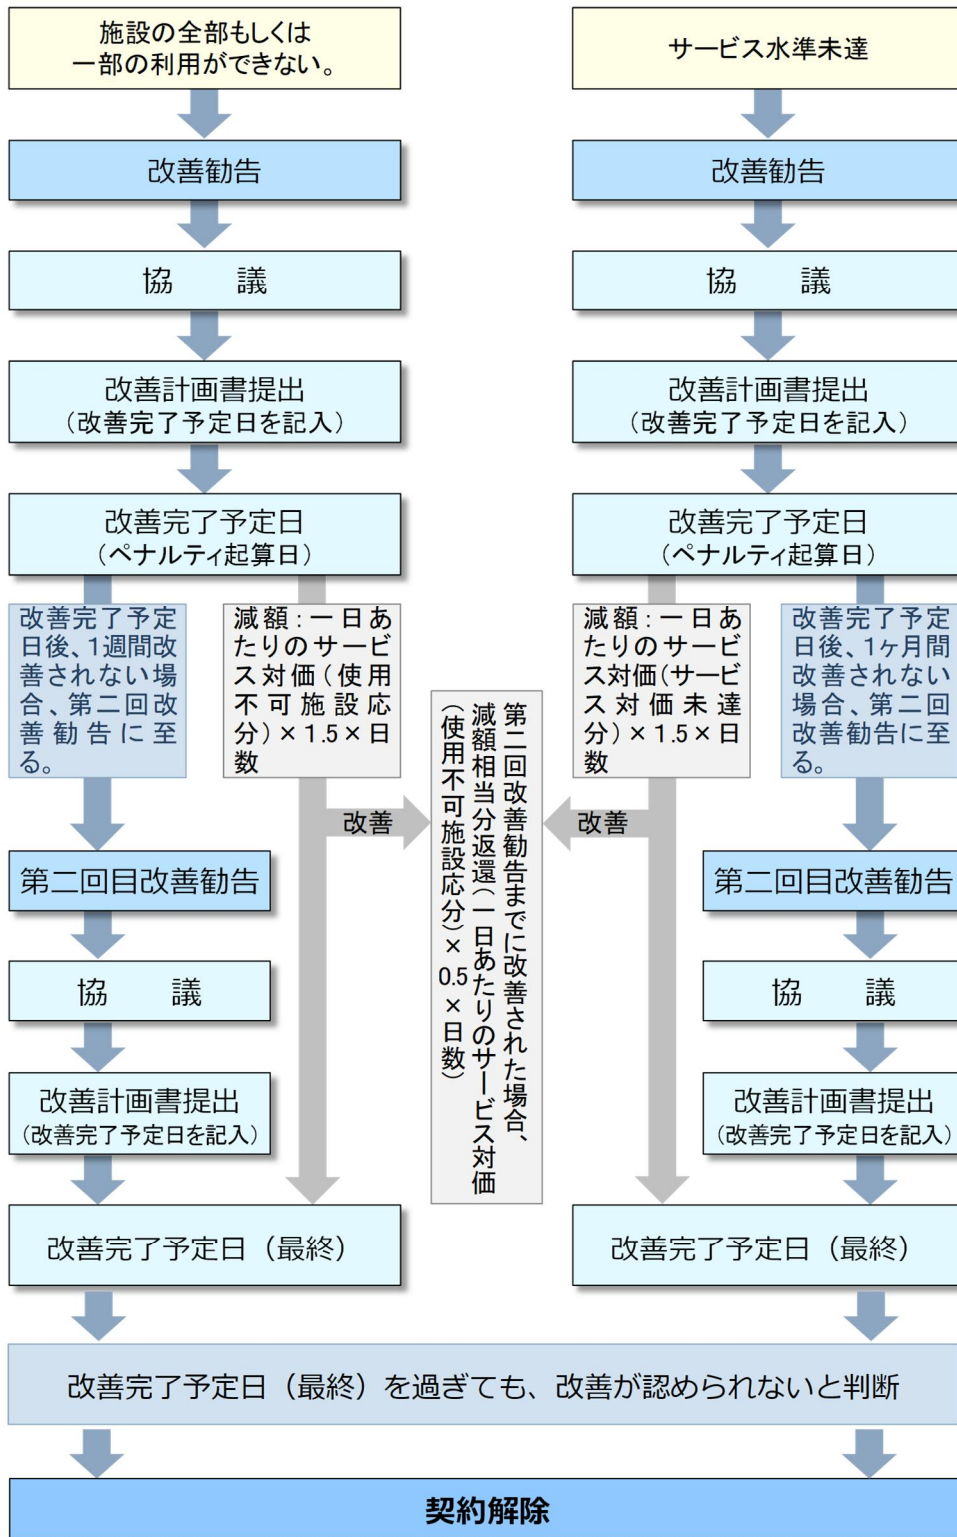 施設の全部もしくは
一部の利用ができない。
サービス水準未達
改善勧告
改善勧告
協　　議
協　　議
改善計画書提出
（改善完了予定日を記入）
改善計画書提出
（改善完了予定日を記入）
改善完了予定日
（ペナルティ起算日）
改善完了予定日
（ペナルティ起算日）
改善完了予定
日後、1週間改
善されない場
合、第二回改
善勧告に至
る。
減額：一日あ
たりのサービ
ス対価（使用
不可施設応
分）×1.5×日
数
減額：一日あ
たりのサービ
ス対価（サービ
ス対価未達
分）×1.5×日
数
改善完了予定
日後、1ヶ月間
改善されない
場合、第二回
改善勧告に至
る。
改善
第二回改善勧告までに改善された場合、
減額相当分返還（一日あたりのサービス対価
（使用不可施設応分）×0.5×日数）
改善
第二回目改善勧告
第二回目改善勧告
協　　議
協　　議
改善計画書提出
（改善完了予定日を記入）
改善計画書提出
（改善完了予定日を記入）
改善完了予定日（最終）
改善完了予定日（最終）
改善完了予定日（最終）を過ぎても、改善が認められないと判断
契約解除